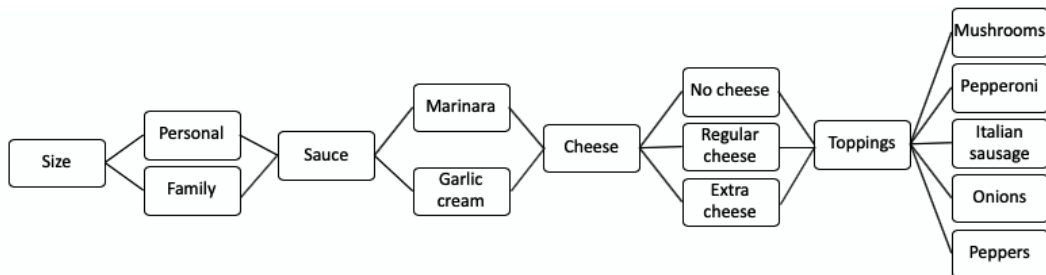 Size
Personal
Family
Sauce
Marinara
Garlic
cream
Cheese
No cheese
Regular
cheese
Extra
cheese
Toppings
Mushrooms
Pepperoni
Italian
sausage
Onions
Peppers